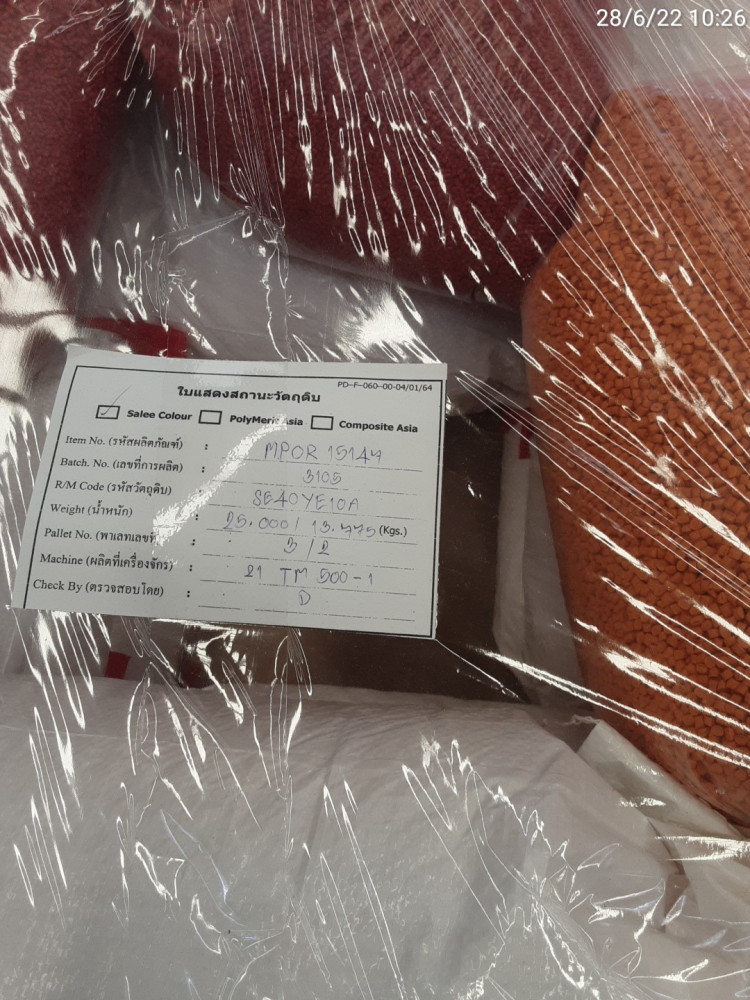 28/6/22 10:26
PD-F-060-00-04/01/64
ใบแสดงสถานะวัตถุดิบ
Salee Colour PolyMeric Asia Composite Asia
Item No. (รหัสผลิตภัณฑ์) : MPOR 15144
Batch. No. (เลขที่การผลิต) : 3105
R/M Code (รหัสวัตถุดิบ) : SB40YE10A
Weight (น้ำหนัก) : 25.000 / 13.775 (Kgs.)
Pallet No. (พาเลทเลขที่) : 3 / 2
Machine (ผลิตที่เครื่องจักร) : 21 TM 500-1
Check By (ตรวจสอบโดย) : D